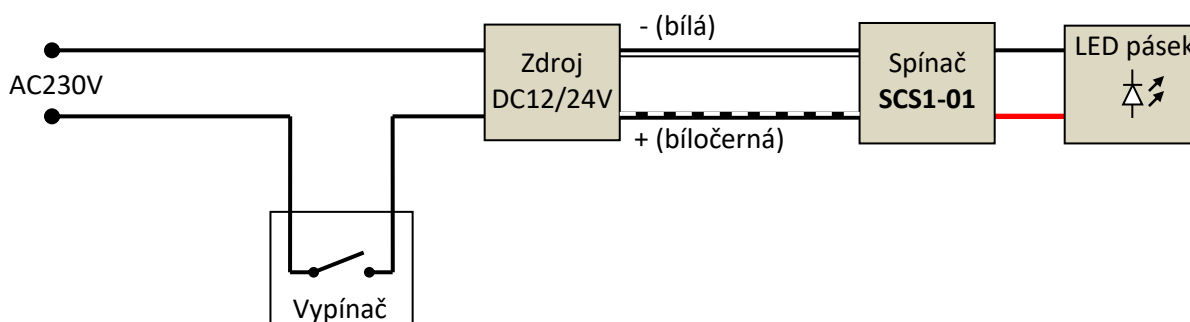 - (bílá)
AC230V
Zdroj
DC12/24V
Spínač
SCS1-01
LED pásek
+ (bíločerná)
Vypínač